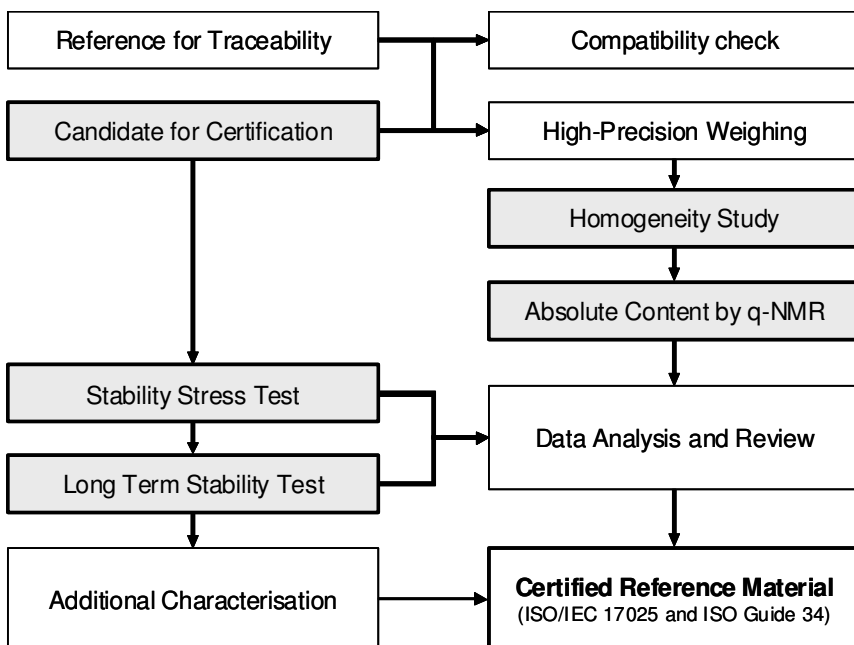 Reference for Traceability
Compatibility check
Candidate for Certification
High-Precision Weighing
Homogeneity Study
Absolute Content by q-NMR
Stability Stress Test
Data Analysis and Review
Long Term Stability Test
Additional Characterisation
Certified Reference Material
(ISO/IEC 17025 and ISO Guide 34)